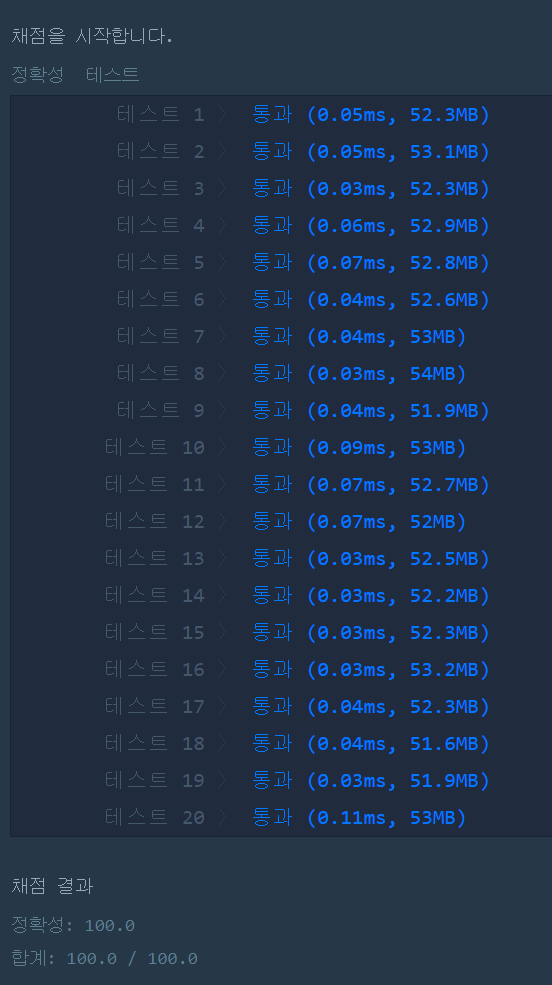 채점을 시작합니다.
정확성 테스트
테스트 1 〉 통과 (0.05ms, 52.3MB)
테스트 2 〉 통과 (0.05ms, 53.1MB)
테스트 3 〉 통과 (0.03ms, 52.3MB)
테스트 4 〉 통과 (0.06ms, 52.9MB)
테스트 5 〉 통과 (0.07ms, 52.8MB)
테스트 6 〉 통과 (0.04ms, 52.6MB)
테스트 7 〉 통과 (0.04ms, 53MB)
테스트 8 〉 통과 (0.03ms, 54MB)
테스트 9 〉 통과 (0.04ms, 51.9MB)
테스트 10 〉 통과 (0.09ms, 53MB)
테스트 11 〉 통과 (0.07ms, 52.7MB)
테스트 12 〉 통과 (0.07ms, 52MB)
테스트 13 〉 통과 (0.03ms, 52.5MB)
테스트 14 〉 통과 (0.03ms, 52.2MB)
테스트 15 〉 통과 (0.03ms, 52.3MB)
테스트 16 〉 통과 (0.03ms, 53.2MB)
테스트 17 〉 통과 (0.04ms, 52.3MB)
테스트 18 〉 통과 (0.04ms, 51.6MB)
테스트 19 〉 통과 (0.03ms, 51.9MB)
테스트 20 〉 통과 (0.11ms, 53MB)
채점 결과
정확성: 100.0
합계: 100.0 / 100.0